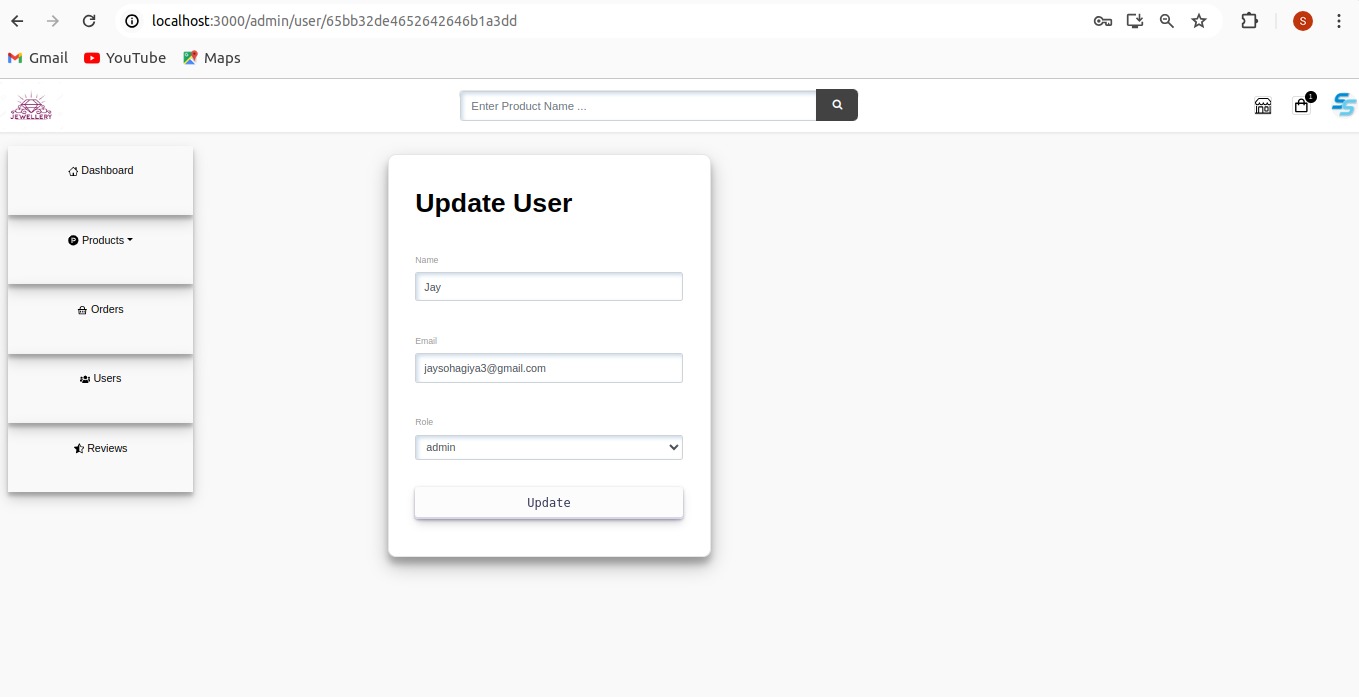 localhost:3000/admin/user/65bb32de4652642646b1a3dd
S
Gmail YouTube Maps
JEWELLERY
Enter Product Name ...
1
SS
Dashboard
Products
Orders
Users
Reviews
Update User
Name
Jay
Email
jaysohagiya3@gmail.com
Role
admin
Update